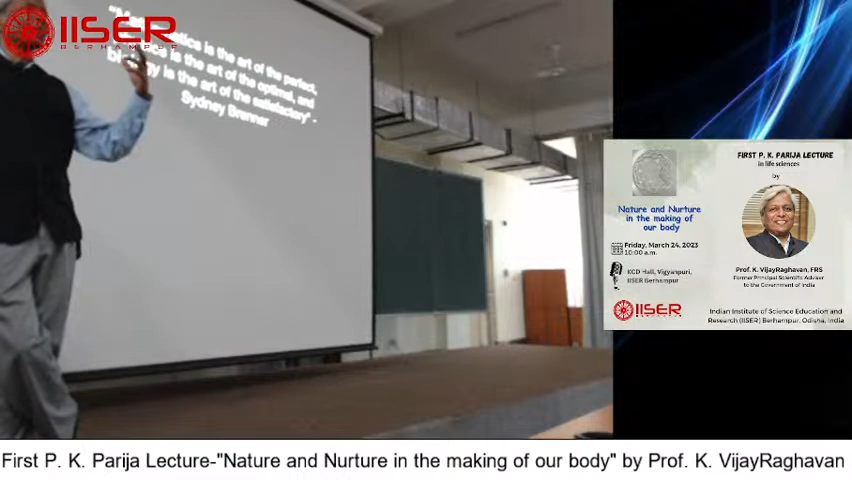 IISER
BERHAMPUR
is the art of the perfect,
is the art of the optimal, and
is the art of the satisfactory" -
Sydney Brenner
FIRST P. K. PARIJA LECTURE
in life sciences
by
Nature and Nurture
in the making of
our body
Friday, March 24, 2023
10:00 a.m.
KCD Hall, Vigyanpuri,
IISER Berhampur
Prof. K. VijayRaghavan, FRS
Former Principal Scientific Adviser
to the Government of India
IISER
Indian Institute of Science Education and
Research (IISER) Berhampur, Odisha, India
First P. K. Parija Lecture-"Nature and Nurture in the making of our body" by Prof. K. VijayRaghavan